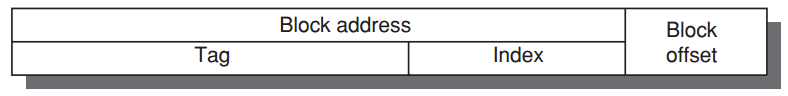 Block address
Tag
Index
Block
offset